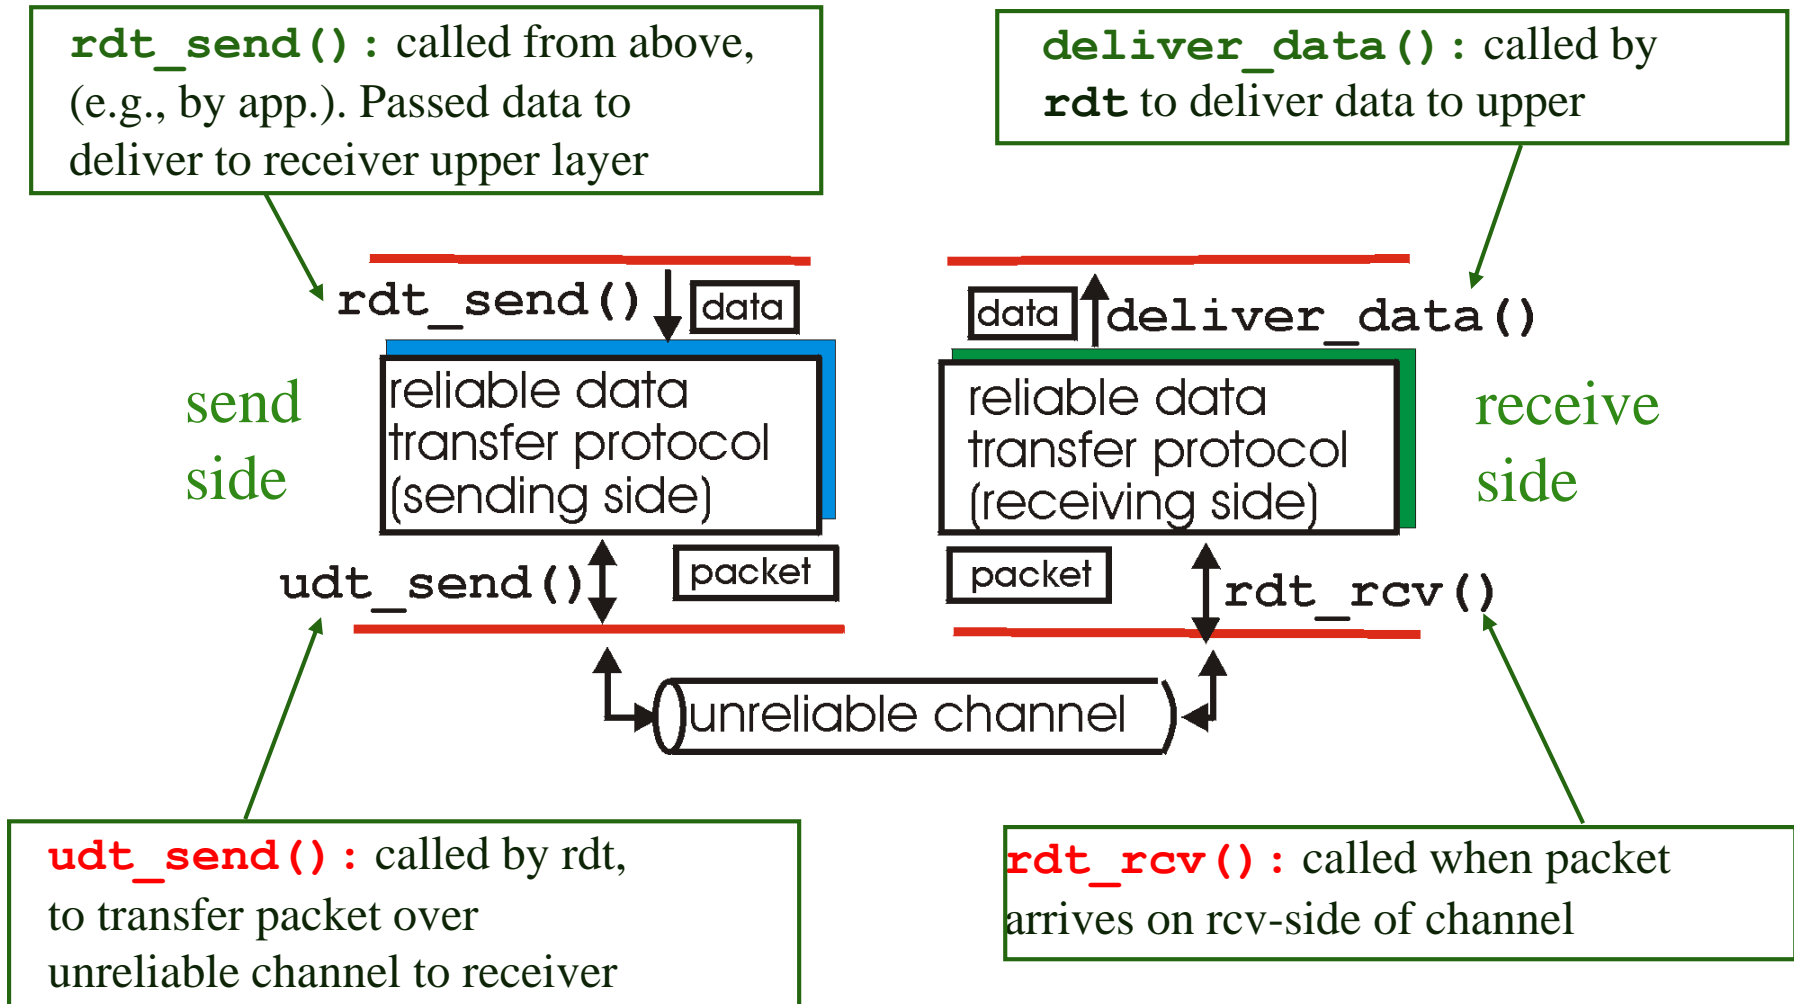 rdt_send(): called from above,
(e.g., by app.). Passed data to
deliver to receiver upper layer
deliver_data(): called by
rdt to deliver data to upper
rdt_send()
data
data
deliver_data()
send
side
reliable data
transfer protocol
(sending side)
reliable data
transfer protocol
(receiving side)
receive
side
udt_send()
packet
packet
rdt_rcv()
unreliable channel
udt_send(): called by rdt,
to transfer packet over
unreliable channel to receiver
rdt_rcv(): called when packet
arrives on rcv-side of channel